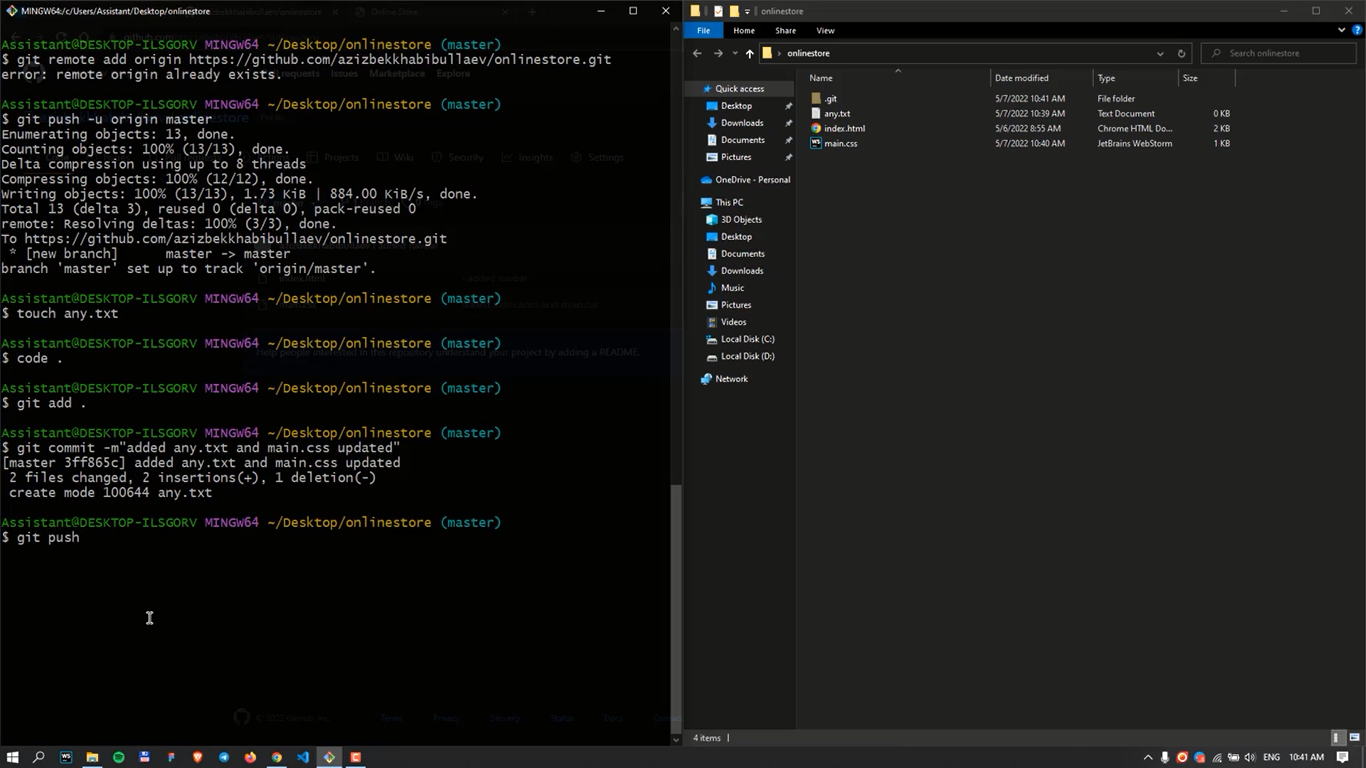 MINGW64:/c/Users/Assistant/Desktop/onlinestore
Assistant@DESKTOP-ILSGORV MINGW64 ~/Desktop/onlinestore (master)
$ git remote add origin https://github.com/azizbekkhabibullaev/onlinestore.git
error: remote origin already exists.
Assistant@DESKTOP-ILSGORV MINGW64 ~/Desktop/onlinestore (master)
$ git push -u origin master
Enumerating objects: 13, done.
Counting objects: 100% (13/13), done.
Delta compression using up to 8 threads
Compressing objects: 100% (12/12), done.
Writing objects: 100% (13/13), 1.73 KiB | 884.00 KiB/s, done.
Total 13 (delta 3), reused 0 (delta 0), pack-reused 0
remote: Resolving deltas: 100% (3/3), done.
To https://github.com/azizbekkhabibullaev/onlinestore.git
* [new branch] master -> master
branch 'master' set up to track 'origin/master'.
Assistant@DESKTOP-ILSGORV MINGW64 ~/Desktop/onlinestore (master)
$ touch any.txt
Assistant@DESKTOP-ILSGORV MINGW64 ~/Desktop/onlinestore (master)
$ code .
Help people interested in this repository understand your project by adding a README.
Assistant@DESKTOP-ILSGORV MINGW64 ~/Desktop/onlinestore (master)
$ git add .
Assistant@DESKTOP-ILSGORV MINGW64 ~/Desktop/onlinestore (master)
$ git commit -m"added any.txt and main.css updated"
[master 3ff865c] added any.txt and main.css updated
2 files changed, 2 insertions(+), 1 deletion(-)
create mode 100644 any.txt
Assistant@DESKTOP-ILSGORV MINGW64 ~/Desktop/onlinestore (master)
$ git push
onlinestore
File Home Share View
onlinestore
Search onlinestore
Quick access
Desktop
Downloads
Documents
Pictures
OneDrive - Personal
This PC
3D Objects
Desktop
Documents
Downloads
Music
Pictures
Videos
Local Disk (C:)
Local Disk (D:)
Network
Name Date modified Type Size
.git 5/7/2022 10:41 AM File folder
any.txt 5/7/2022 10:39 AM Text Document 0 KB
index.html 5/6/2022 8:55 AM Chrome HTML Do... 2 KB
main.css 5/7/2022 10:40 AM JetBrains WebStorm 1 KB
4 items
ENG 10:41 AM